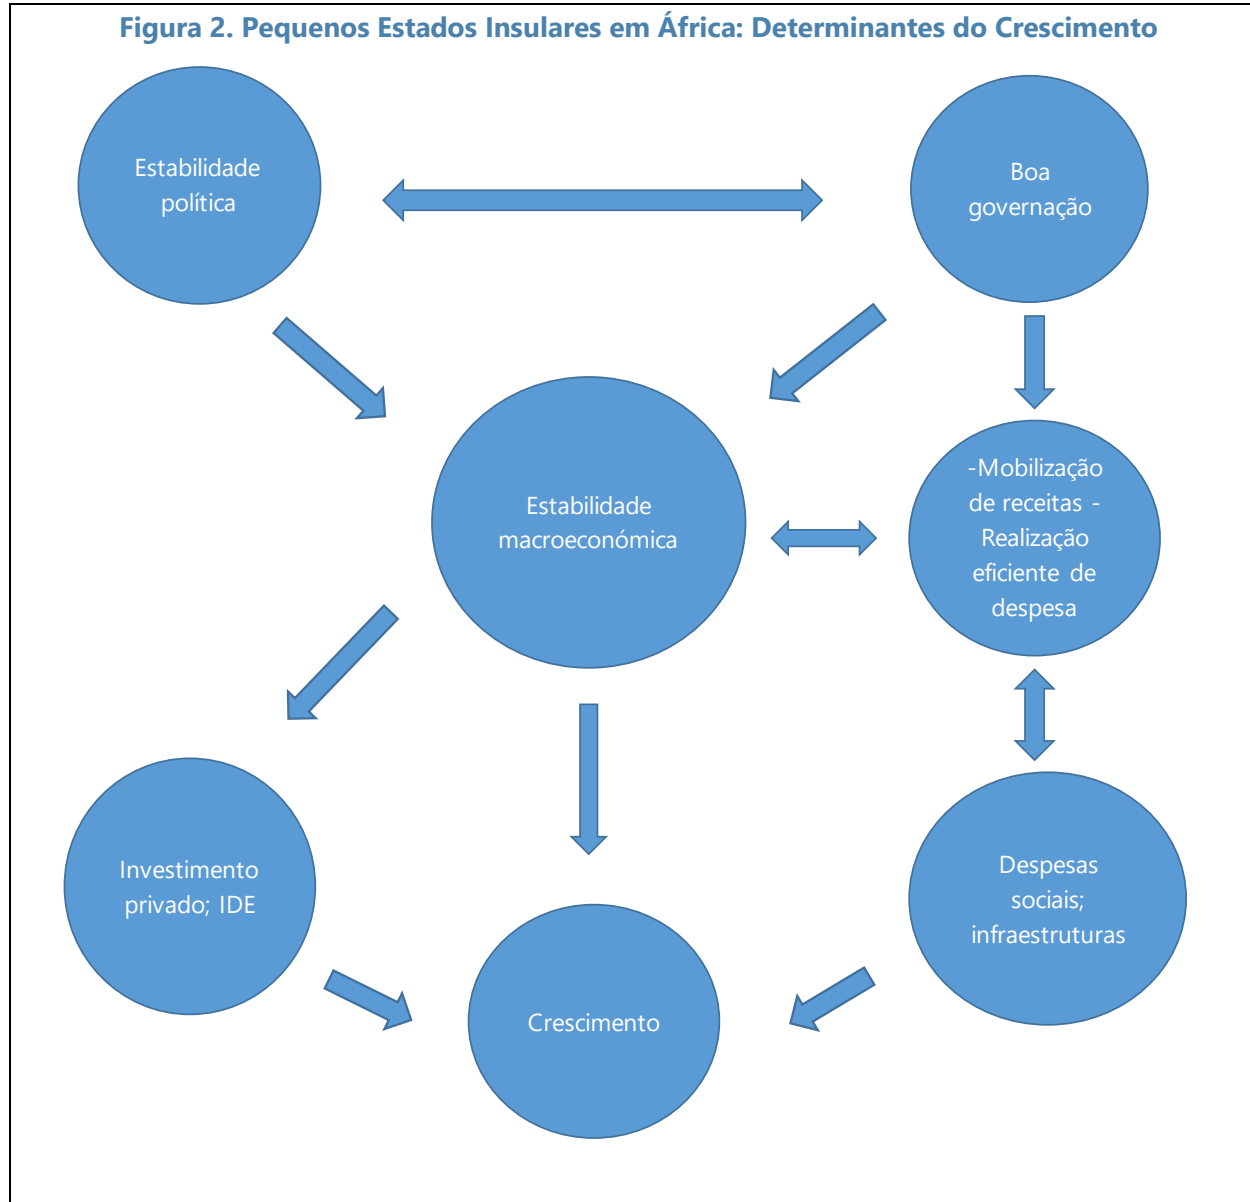 Figura 2. Pequenos Estados Insulares em África: Determinantes do Crescimento
Estabilidade
política
Boa
governação
Estabilidade
macroeconómica
-Mobilização
de receitas -
Realização
eficiente de
despesa
Investimento
privado; IDE
Despesas
sociais;
infraestruturas
Crescimento